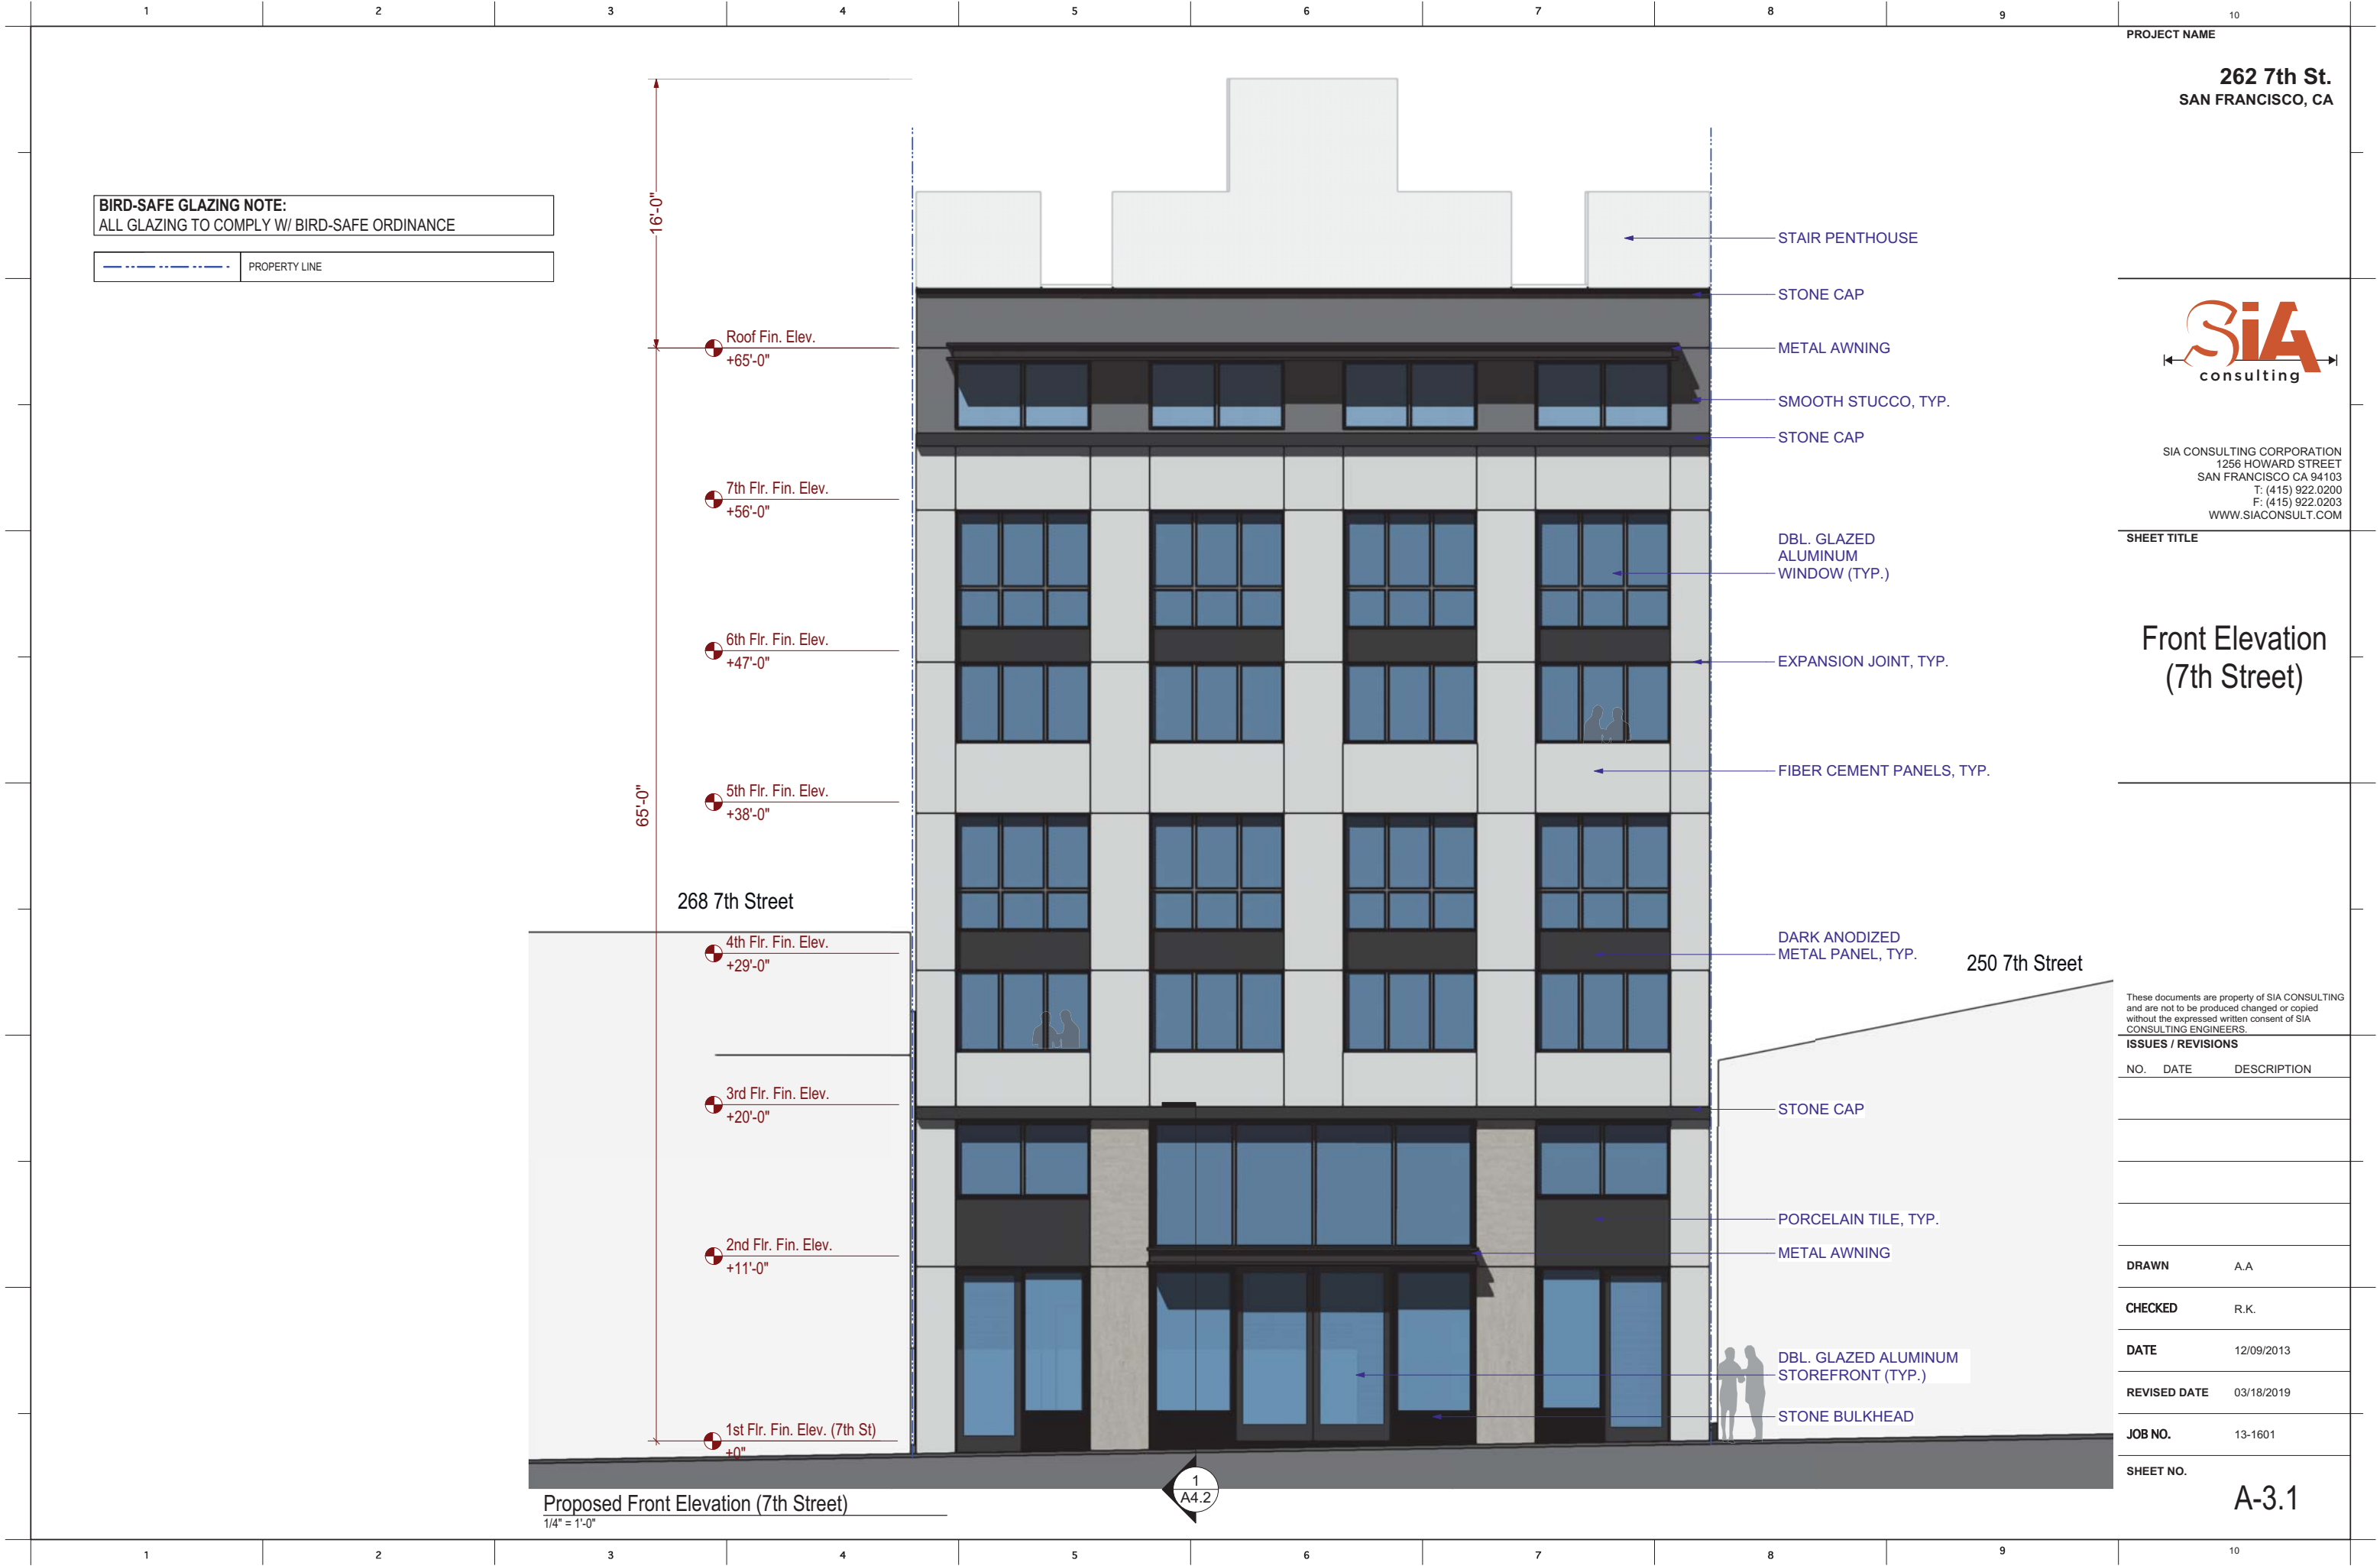 1 2 3 4 5 6 7 8 9 10
PROJECT NAME
262 7th St.
SAN FRANCISCO, CA
BIRD-SAFE GLAZING NOTE:
ALL GLAZING TO COMPLY W/ BIRD-SAFE ORDINANCE
PROPERTY LINE
16'-0"
65'-0"
Roof Fin. Elev.
+65'-0"
7th Flr. Fin. Elev.
+56'-0"
6th Flr. Fin. Elev.
+47'-0"
5th Flr. Fin. Elev.
+38'-0"
268 7th Street
4th Flr. Fin. Elev.
+29'-0"
3rd Flr. Fin. Elev.
+20'-0"
2nd Flr. Fin. Elev.
+11'-0"
1st Flr. Fin. Elev. (7th St)
+0"
STAIR PENTHOUSE
STONE CAP
METAL AWNING
SMOOTH STUCCO, TYP.
STONE CAP
DBL. GLAZED
ALUMINUM
WINDOW (TYP.)
EXPANSION JOINT, TYP.
FIBER CEMENT PANELS, TYP.
DARK ANODIZED
METAL PANEL, TYP.
250 7th Street
STONE CAP
PORCELAIN TILE, TYP.
METAL AWNING
DBL. GLAZED ALUMINUM
STOREFRONT (TYP.)
STONE BULKHEAD
1
A4.2
Proposed Front Elevation (7th Street)
1/4" = 1'-0"
SiA
consulting
SIA CONSULTING CORPORATION
1256 HOWARD STREET
SAN FRANCISCO CA 94103
T: (415) 922.0200
F: (415) 922.0203
WWW.SIACONSULT.COM
SHEET TITLE
Front Elevation
(7th Street)
These documents are property of SIA CONSULTING
and are not to be produced changed or copied
without the expressed written consent of SIA
CONSULTING ENGINEERS.
ISSUES / REVISIONS
NO. DATE DESCRIPTION
DRAWN A.A
CHECKED R.K.
DATE 12/09/2013
REVISED DATE 03/18/2019
JOB NO. 13-1601
SHEET NO.
A-3.1
1 2 3 4 5 6 7 8 9 10